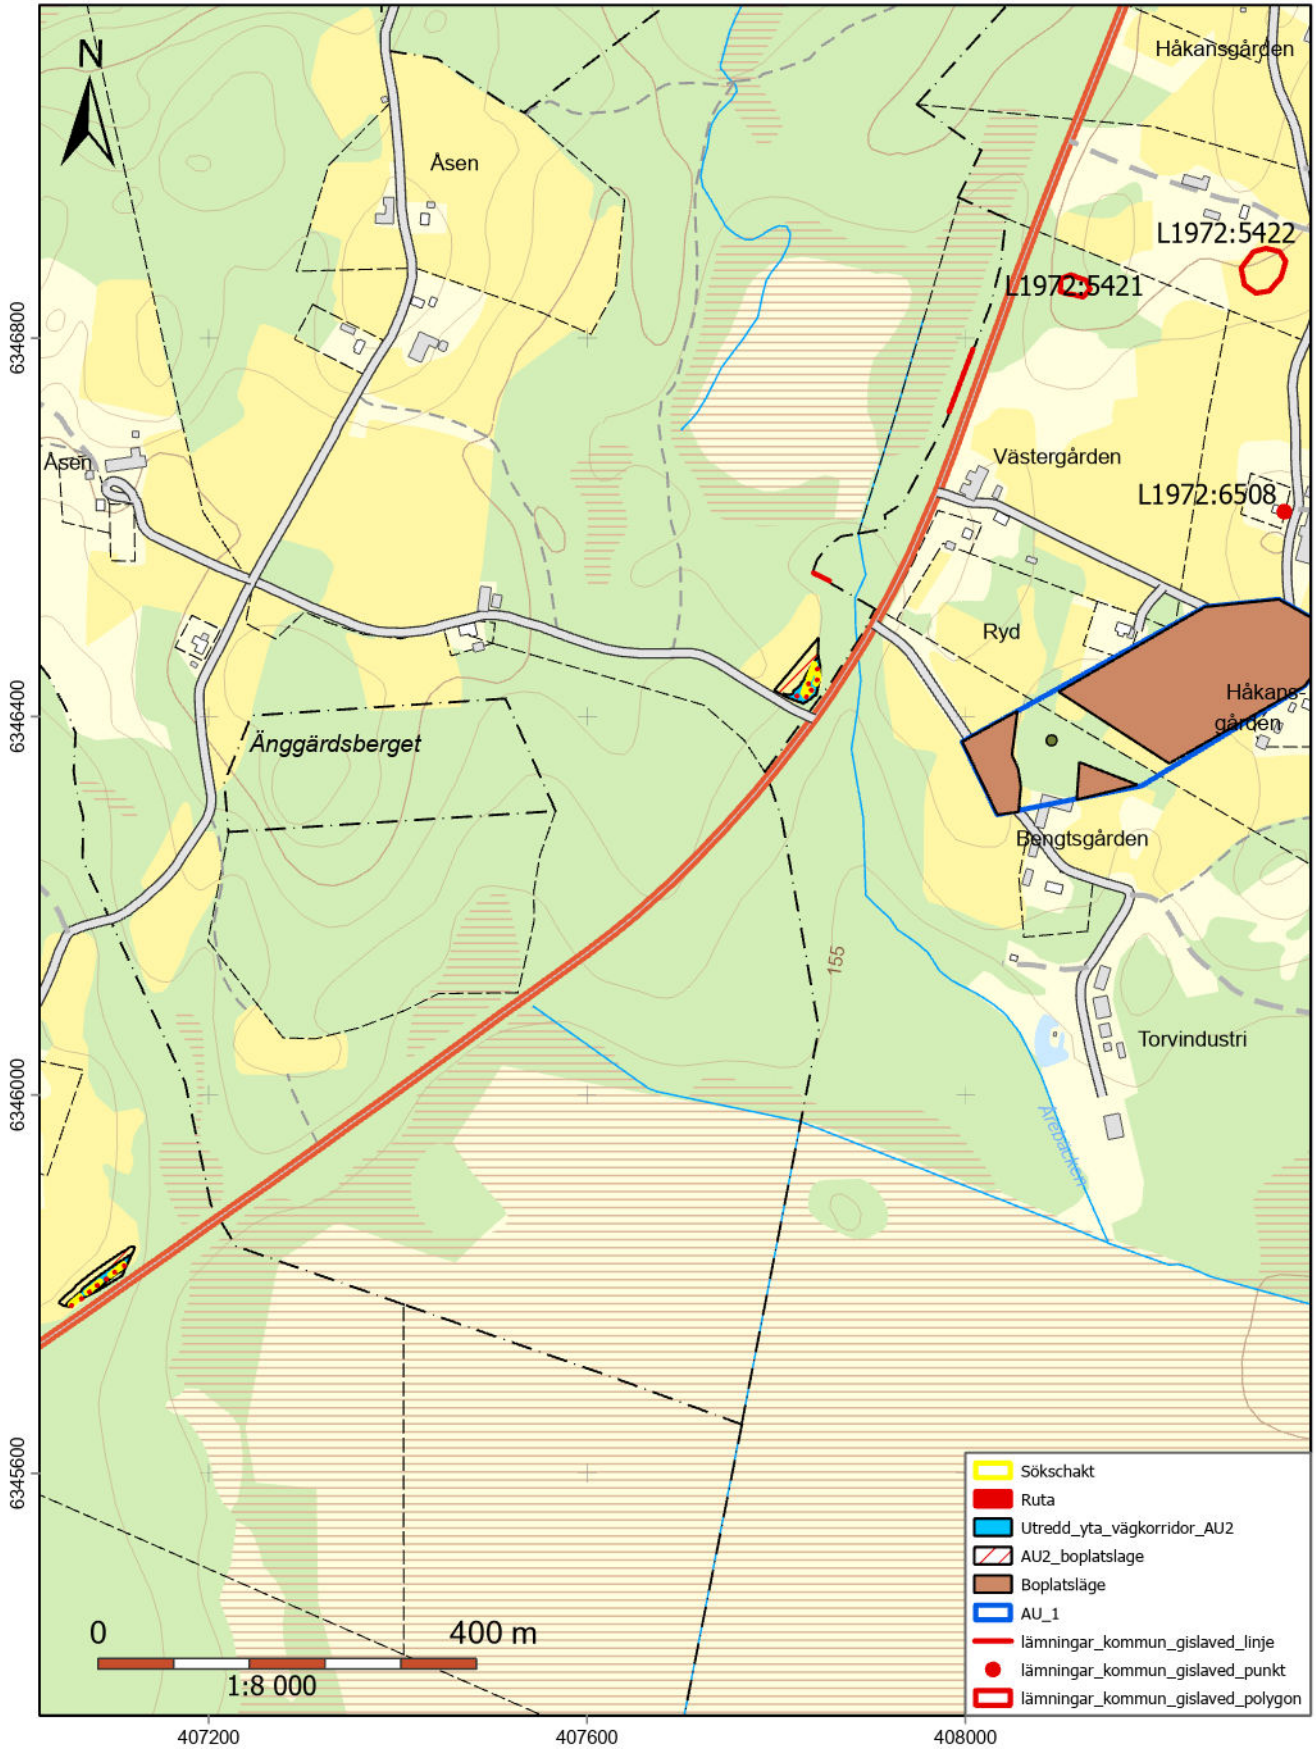 N
Håkansgården
Åsen
L1972:5422
L1972:5421
6346800
Åsen
Västergården
L1972:6508
Ryd
Håkans-
gården
6346400
Änggärdsberget
Bengtsgården
155
Torvindustri
6346000
Årebäcken
6345600
Sökschakt
Ruta
Utredd_yta_vägkorridor_AU2
AU2_boplatslage
Boplatsläge
AU_1
lämningar_kommun_gislaved_linje
lämningar_kommun_gislaved_punkt
lämningar_kommun_gislaved_polygon
0 400 m
1:8 000
407200 407600 408000